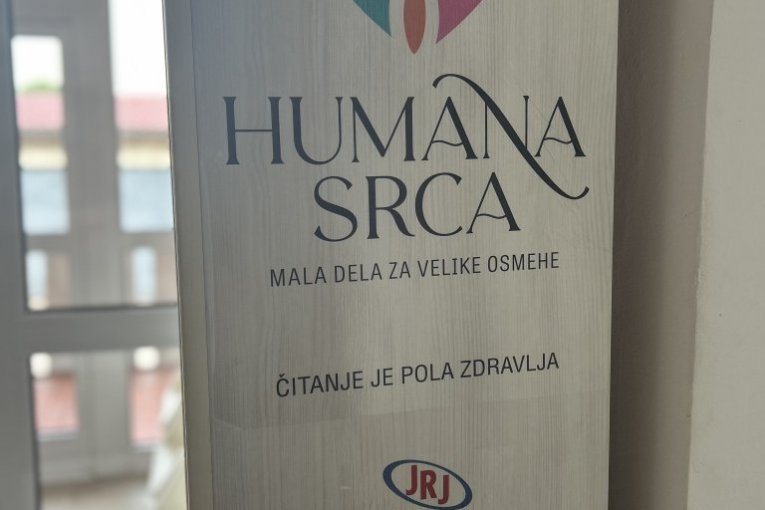 HUMANA
SRCA
MALA DELA ZA VELIKE OSMEHE
ČITANJE JE POLA ZDRAVLJA
JRJ